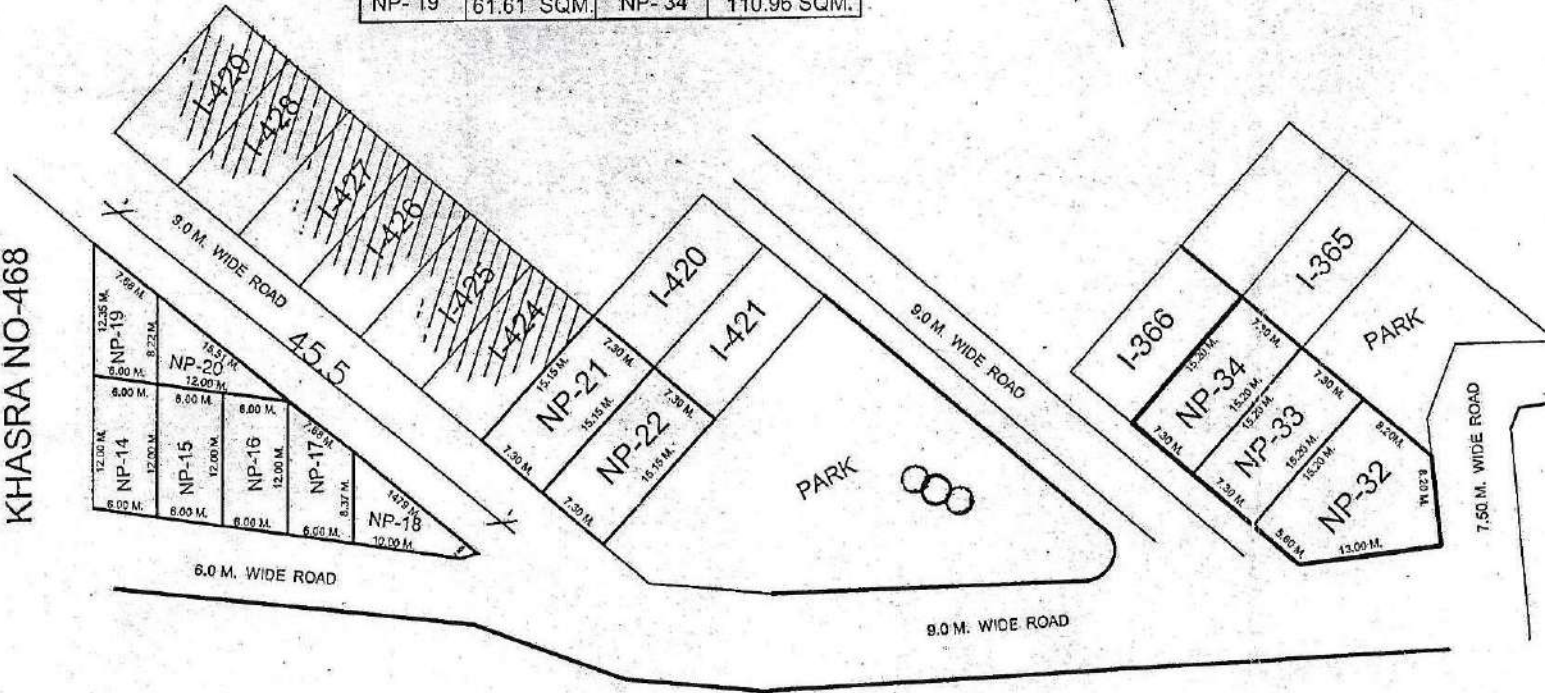 NP- 19 61.61 SQM. NP- 34 110.96 SQM.
KHASRA NO-468
I-429
I-428
I-427
I-426
I-425
I-424
9.0 M. WIDE ROAD
45.5
7.68 M.
12.35 M.
NP-19
8.22 M.
6.00 M.
15.51 M.
NP-20
12.00 M.
6.00 M.
12.00 M.
NP-14
12.00 M.
6.00 M.
6.00 M.
NP-15
12.00 M.
6.00 M.
6.00 M.
NP-16
12.00 M.
6.00 M.
7.68 M.
NP-17
8.37 M.
6.00 M.
1479 M.
NP-18
10.00 M.
6.0 M. WIDE ROAD
I-420
I-421
15.15 M.
7.30 M.
NP-21
15.15 M.
7.30 M.
7.30 M.
NP-22
15.15 M.
7.30 M.
PARK
9.0 M. WIDE ROAD
9.0 M. WIDE ROAD
I-365
I-366
PARK
15.20 M.
7.30 M.
NP-34
15.20 M.
7.30 M.
15.20 M.
7.30 M.
NP-33
15.20 M.
7.30 M.
15.20 M.
8.20 M.
NP-32
8.20 M.
5.60 M.
13.00 M.
7.50 M. WIDE ROAD